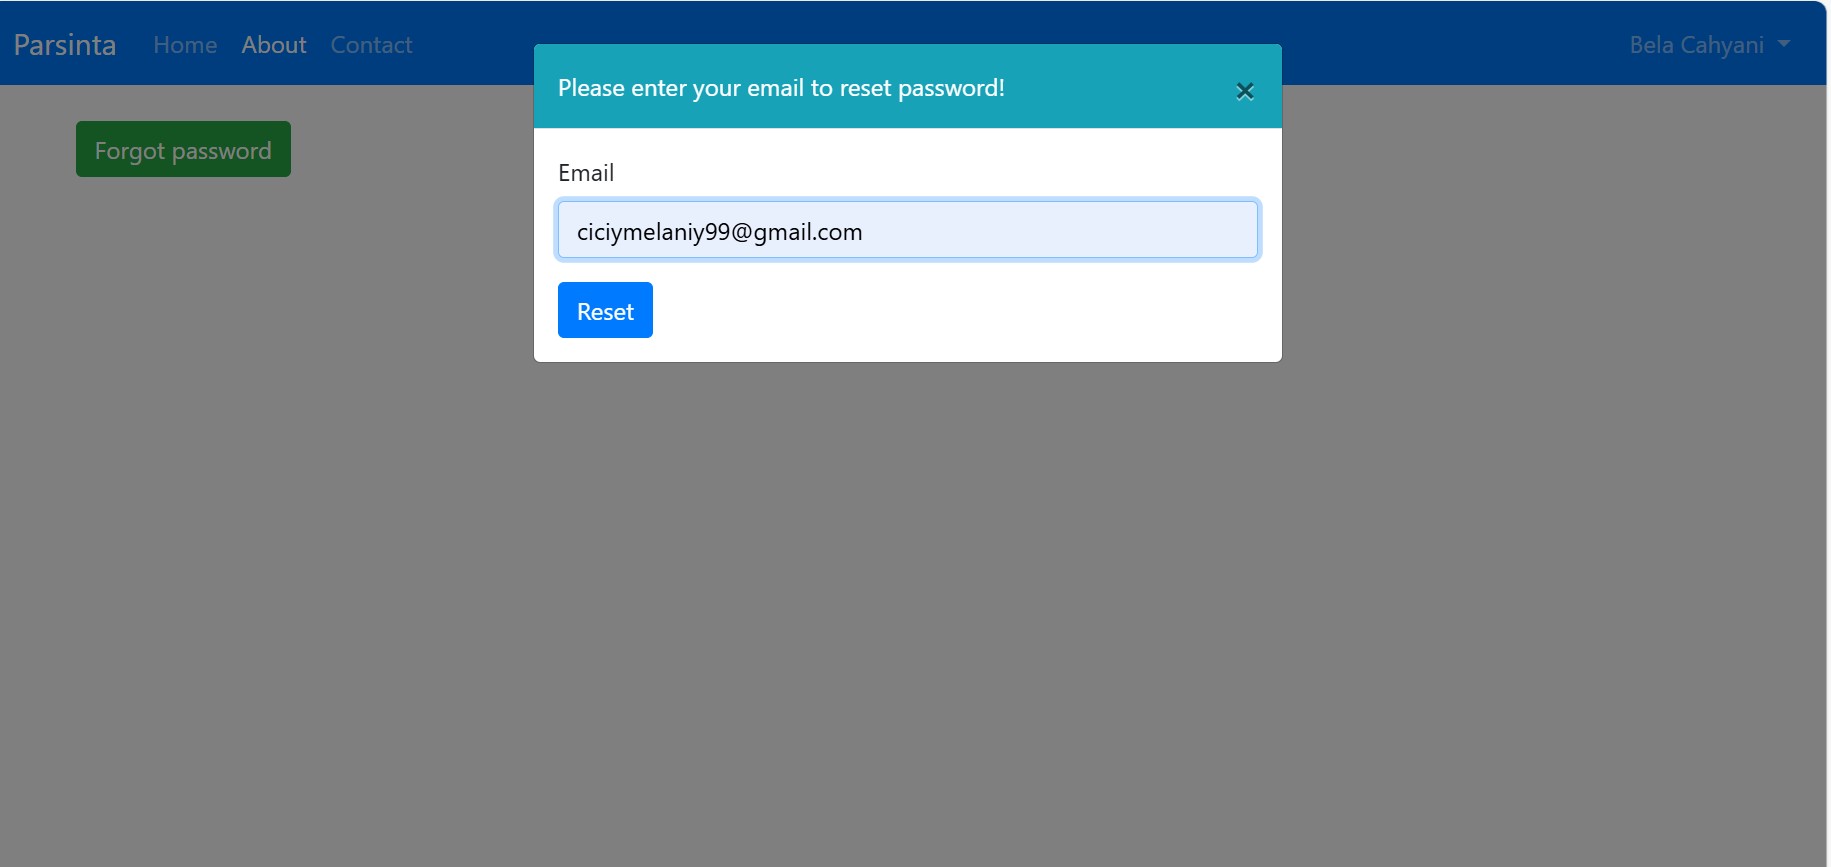 Parsinta Home About Contact Bela Cahyani
Please enter your email to reset password! ×
Forgot password
Email
ciciymelaniy99@gmail.com
Reset